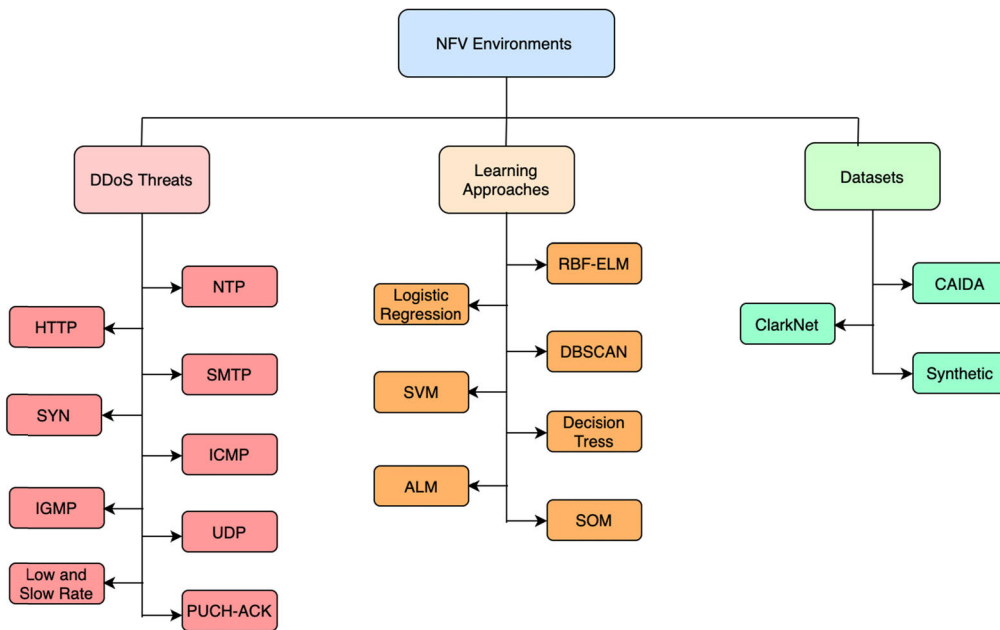 NFV Environments
DDoS Threats
Learning
Approaches
Datasets
NTP
HTTP
SMTP
SYN
ICMP
IGMP
UDP
Low and
Slow Rate
PUCH-ACK
RBF-ELM
Logistic
Regression
DBSCAN
SVM
Decision
Tress
ALM
SOM
CAIDA
ClarkNet
Synthetic